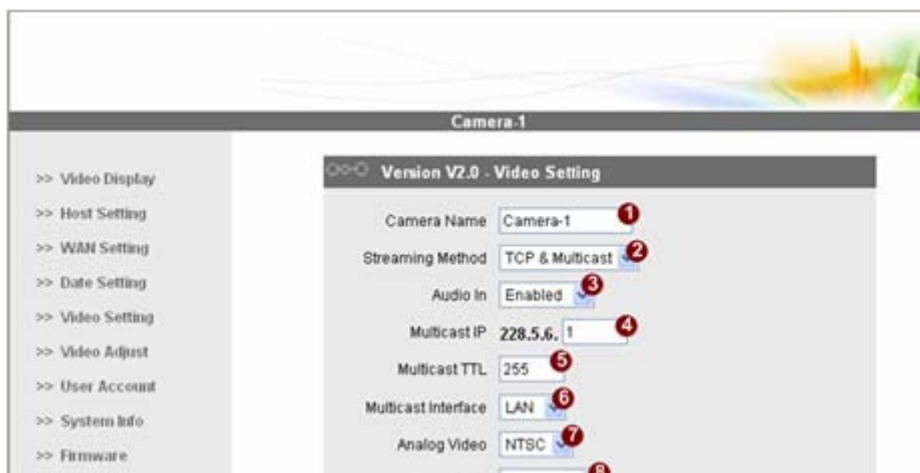 Camera-1
>> Video Display
>> Host Setting
>> WAN Setting
>> Date Setting
>> Video Setting
>> Video Adjust
>> User Account
>> System Info
>> Firmware
Version V2.0 - Video Setting
Camera Name Camera-1 1
Streaming Method TCP & Multicast 2
Audio In Enabled 3
Multicast IP 228.5.6. 1 4
Multicast TTL 255 5
Multicast Interface LAN 6
Analog Video NTSC 7
8